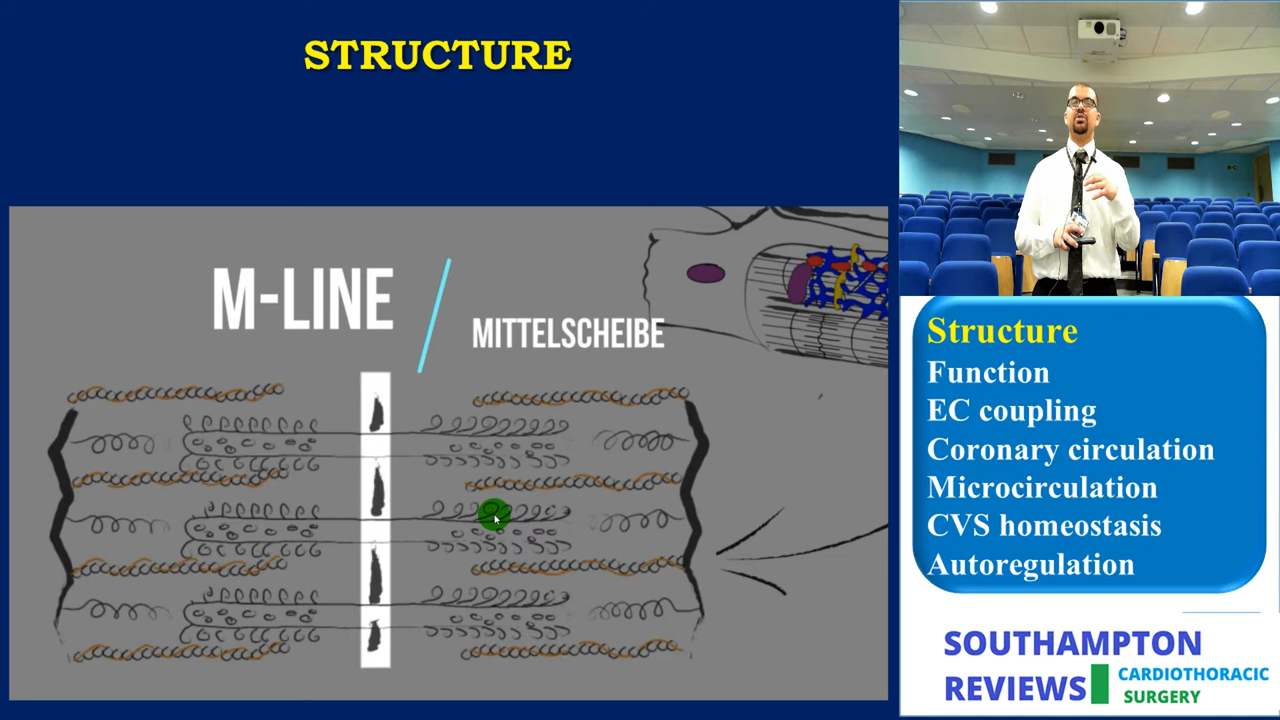 STRUCTURE
M-LINE
MITTELSCHEIBE
Structure
Function
EC coupling
Coronary circulation
Microcirculation
CVS homeostasis
Autoregulation
SOUTHAMPTON
REVIEWS CARDIOTHORACIC
SURGERY